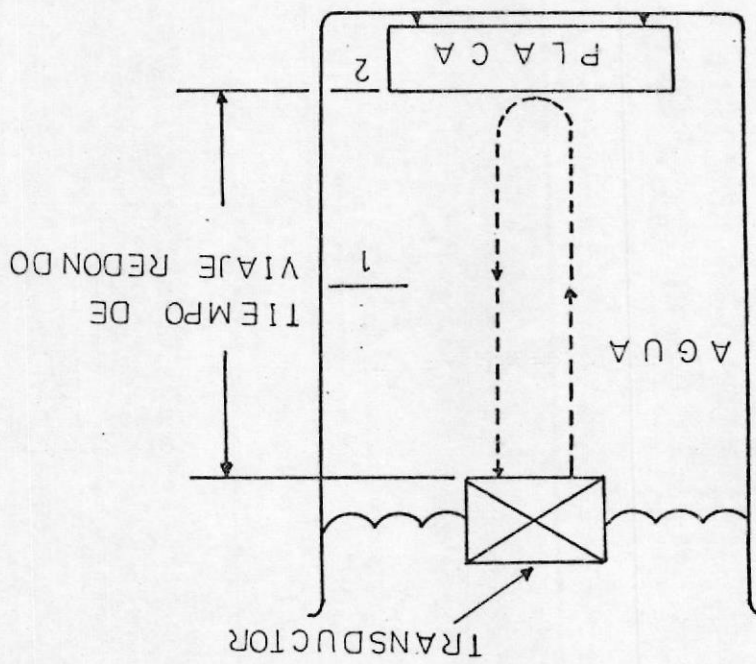 TRANSDUCTOR
AGUA
1
TIEMPO DE
VIAJE REDONDO
2
PLACA